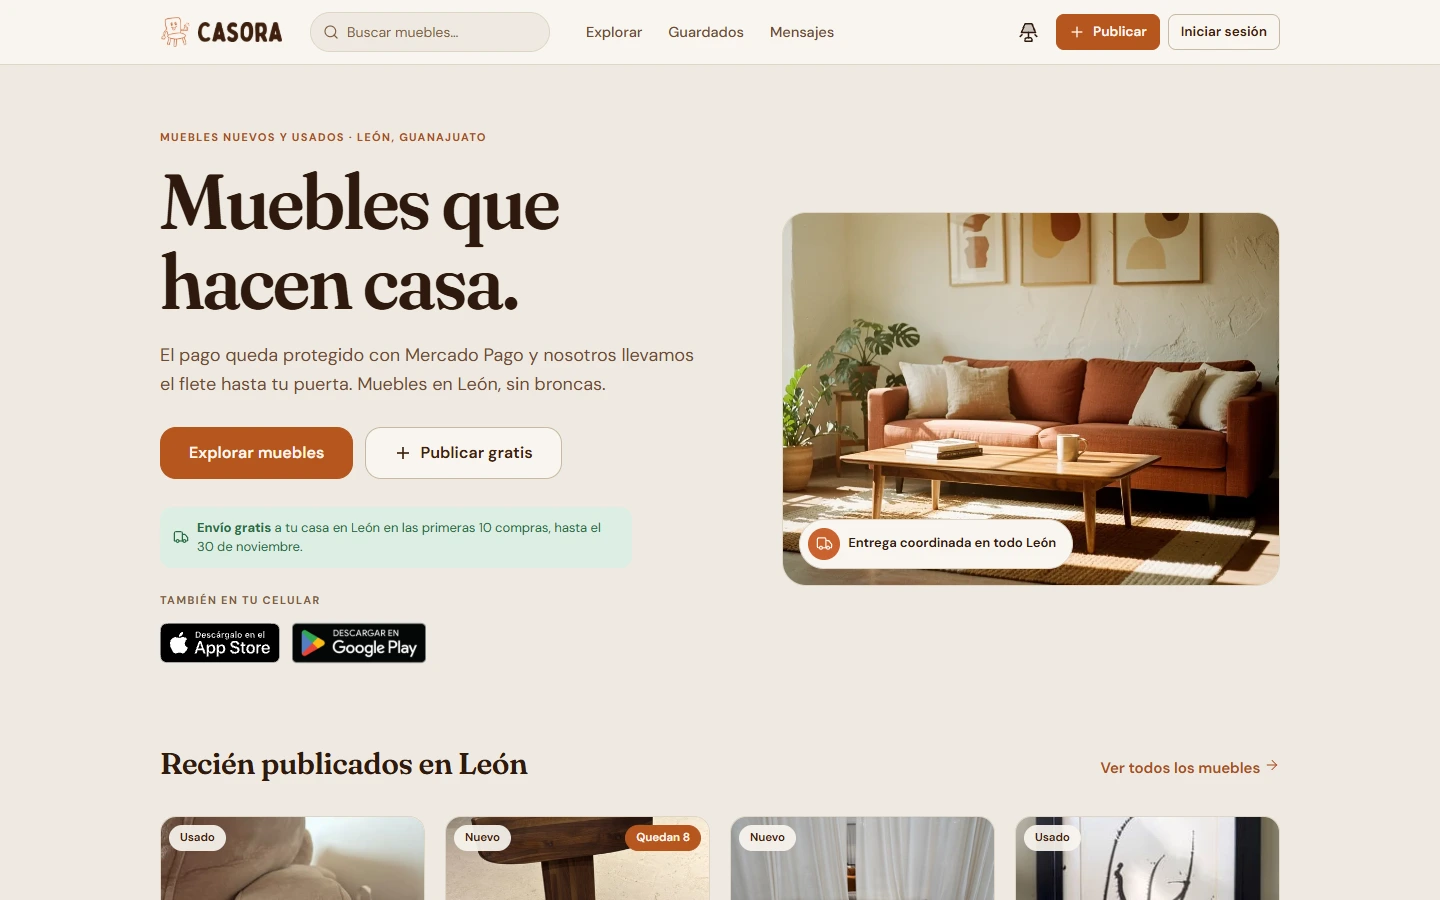 CASORA
Buscar muebles...
Explorar
Guardados
Mensajes
Publicar
Iniciar sesión
MUEBLES NUEVOS Y USADOS · LEÓN, GUANAJUATO
Muebles que
hacen casa.
El pago queda protegido con Mercado Pago y nosotros llevamos
el flete hasta tu puerta. Muebles en León, sin broncas.
Explorar muebles
Publicar gratis
Envío gratis a tu casa en León en las primeras 10 compras, hasta el
30 de noviembre.
Entrega coordinada en todo León
TAMBIÉN EN TU CELULAR
Descárgalo en el
App Store
DESCARGAR EN
Google Play
Recién publicados en León
Ver todos los muebles
Usado
Nuevo
Quedan 8
Nuevo
Usado